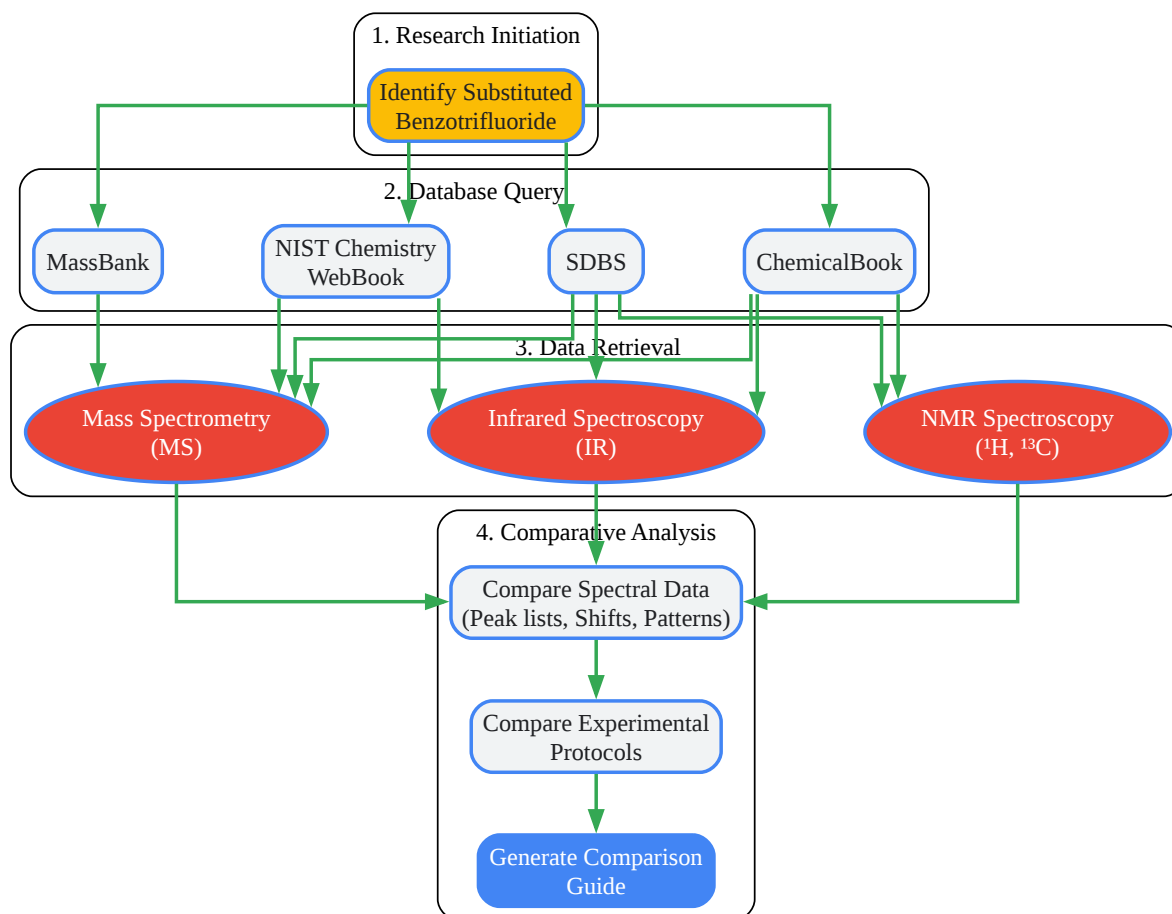 1. Research Initiation
Identify Substituted
Benzotrifluoride
2. Database Query
MassBank
NIST Chemistry
WebBook
SDBS
ChemicalBook
3. Data Retrieval
Mass Spectrometry
(MS)
Infrared Spectroscopy
(IR)
NMR Spectroscopy
(¹H, ¹³C)
4. Comparative Analysis
Compare Spectral Data
(Peak lists, Shifts, Patterns)
Compare Experimental
Protocols
Generate Comparison
Guide